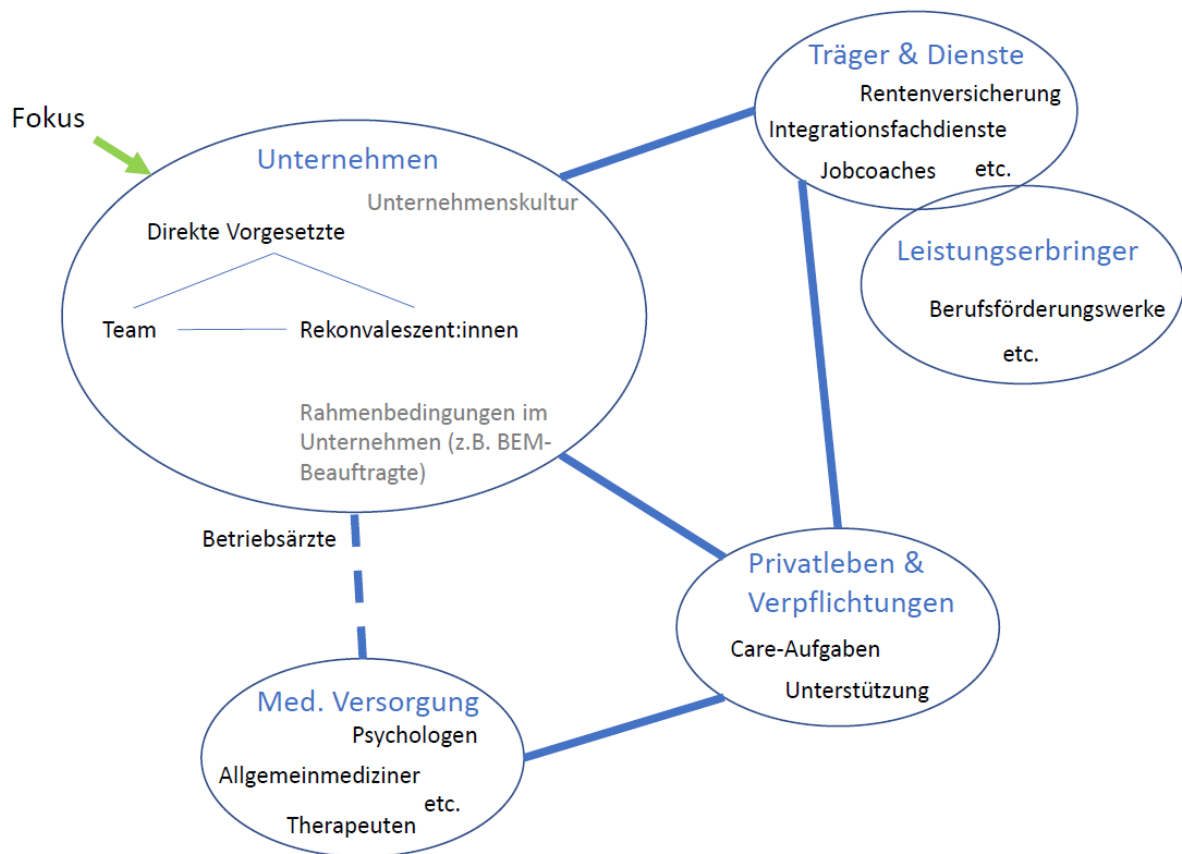 Fokus
Unternehmen
Unternehmenskultur
Direkte Vorgesetzte
Team
Rekonvaleszent:innen
Rahmenbedingungen im
Unternehmen (z.B. BEM-
Beauftragte)
Träger & Dienste
Rentenversicherung
Integrationsfachdienste
Jobcoaches
etc.
Leistungserbringer
Berufsförderungswerke
etc.
Betriebsärzte
Privatleben &
Verpflichtungen
Care-Aufgaben
Unterstützung
Med. Versorgung
Psychologen
Allgemeinmediziner
etc.
Therapeuten